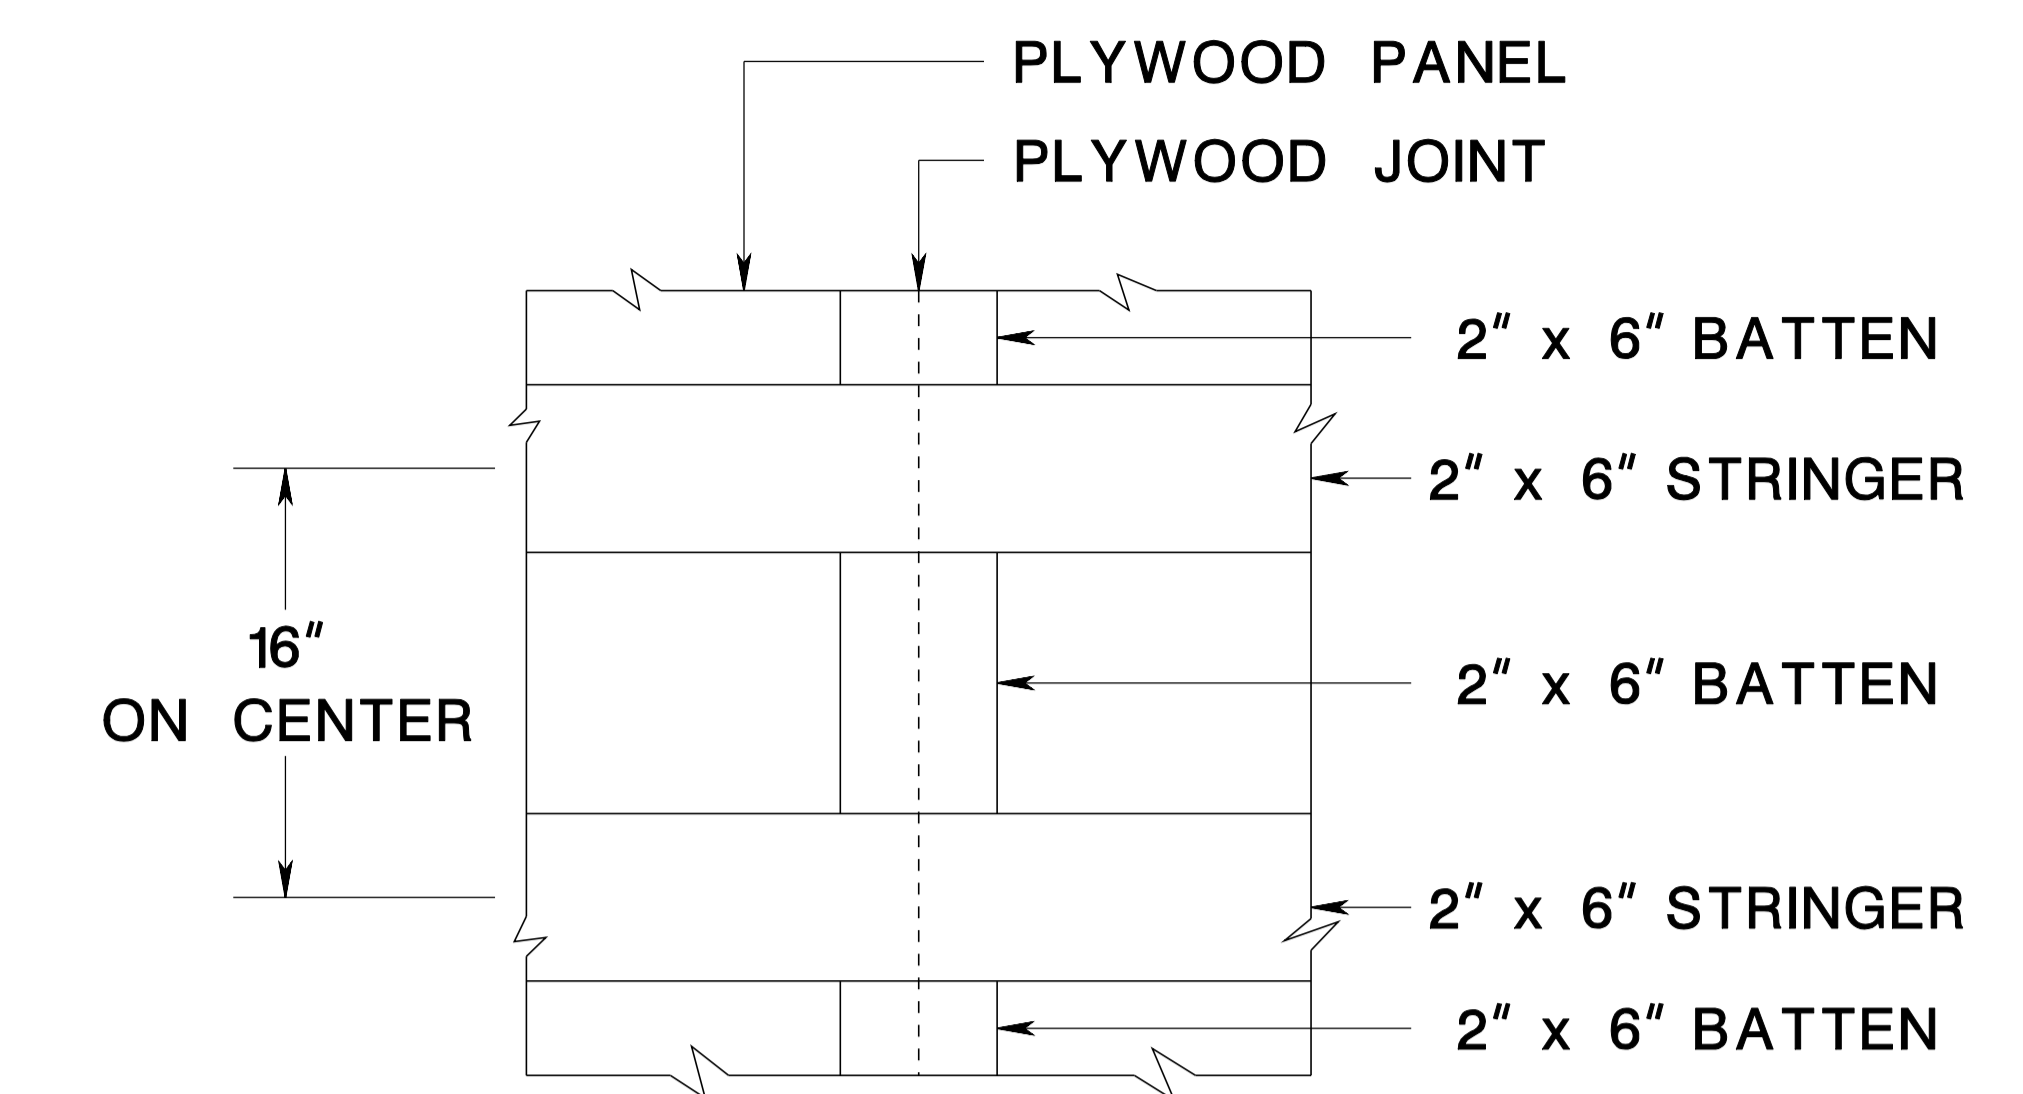 PLYWOOD PANEL
PLYWOOD JOINT
2" x 6" BATTEN
2" x 6" STRINGER
16"
ON CENTER
2" x 6" BATTEN
2" x 6" STRINGER
2" x 6" BATTEN